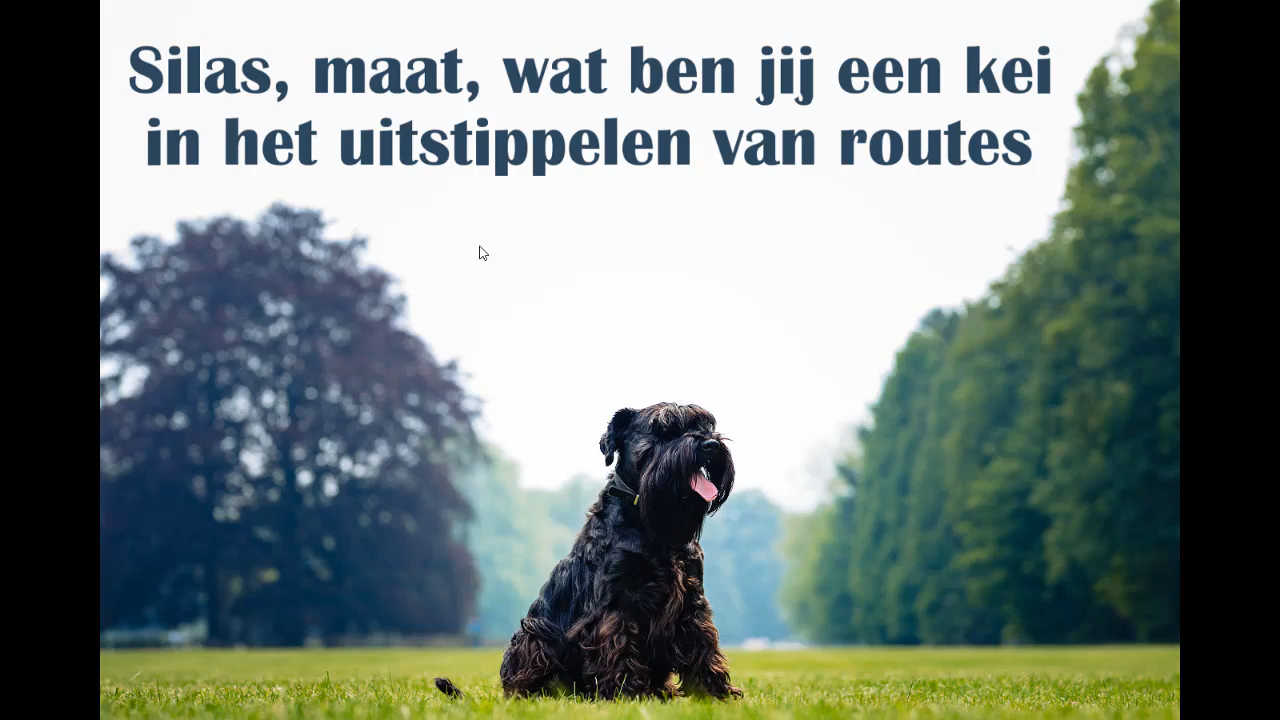 Silas, maat, wat ben jij een kei
in het uitstippelen van routes